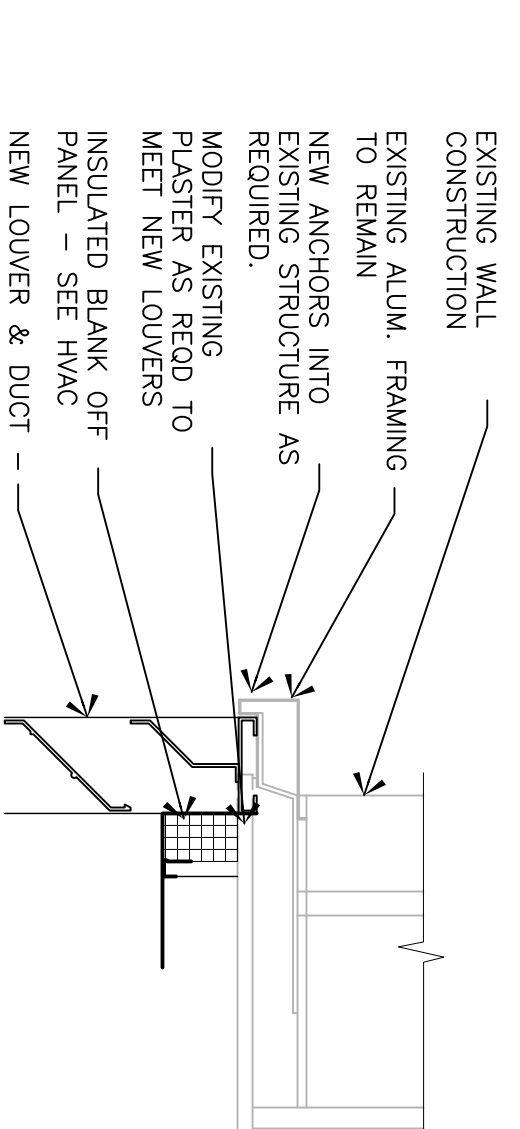 EXISTING WALL
CONSTRUCTION
EXISTING ALUM. FRAMING
TO REMAIN
NEW ANCHORS INTO
EXISTING STRUCTURE AS
REQUIRED.
MODIFY EXISTING
PLASTER AS REQD TO
MEET NEW LOUVERS
INSULATED BLANK OFF
PANEL - SEE HVAC
NEW LOUVER & DUCT